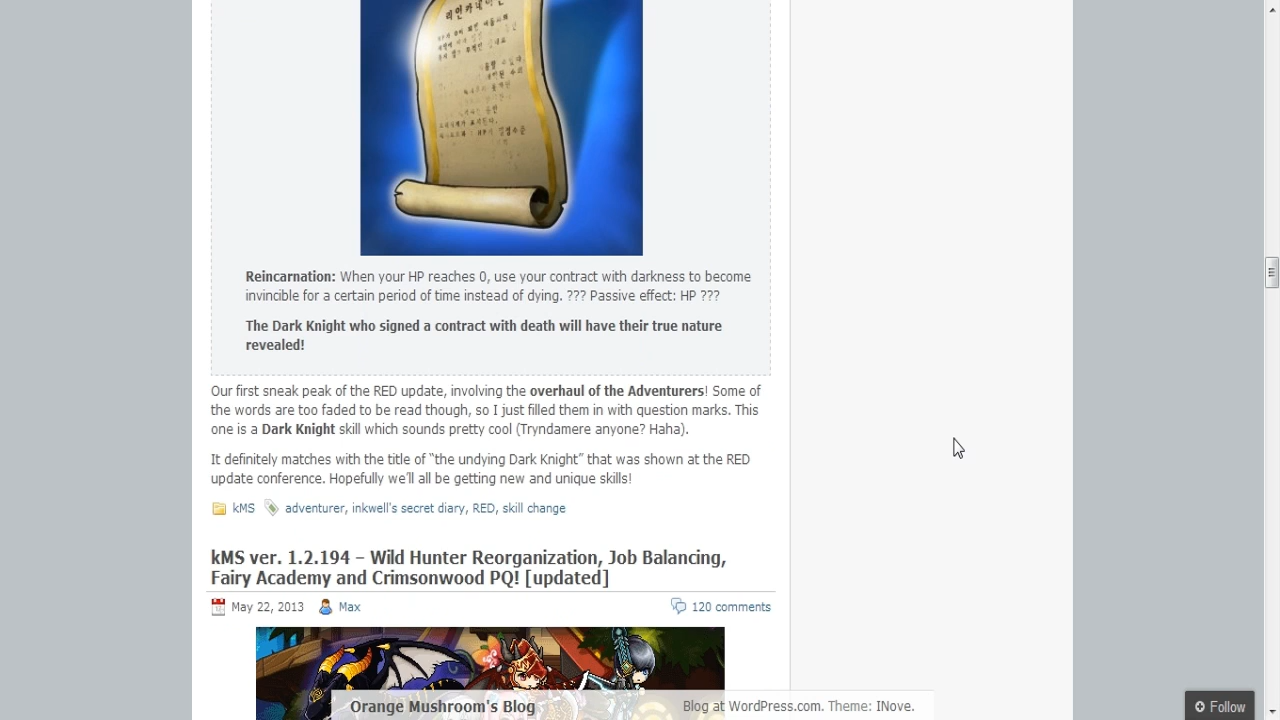 Reincarnation: When your HP reaches 0, use your contract with darkness to become
invincible for a certain period of time instead of dying. ??? Passive effect: HP ???
The Dark Knight who signed a contract with death will have their true nature
revealed!
Our first sneak peak of the RED update, involving the overhaul of the Adventurers! Some of
the words are too faded to be read though, so I just filled them in with question marks. This
one is a Dark Knight skill which sounds pretty cool (Tryndamere anyone? Haha).
It definitely matches with the title of “the undying Dark Knight” that was shown at the RED
update conference. Hopefully we’ll all be getting new and unique skills!
kMS adventurer, inkwell's secret diary, RED, skill change
kMS ver. 1.2.194 – Wild Hunter Reorganization, Job Balancing,
Fairy Academy and Crimsonwood PQ! [updated]
May 22, 2013 Max 120 comments
Orange Mushroom's Blog Blog at WordPress.com. Theme: INove.
Follow